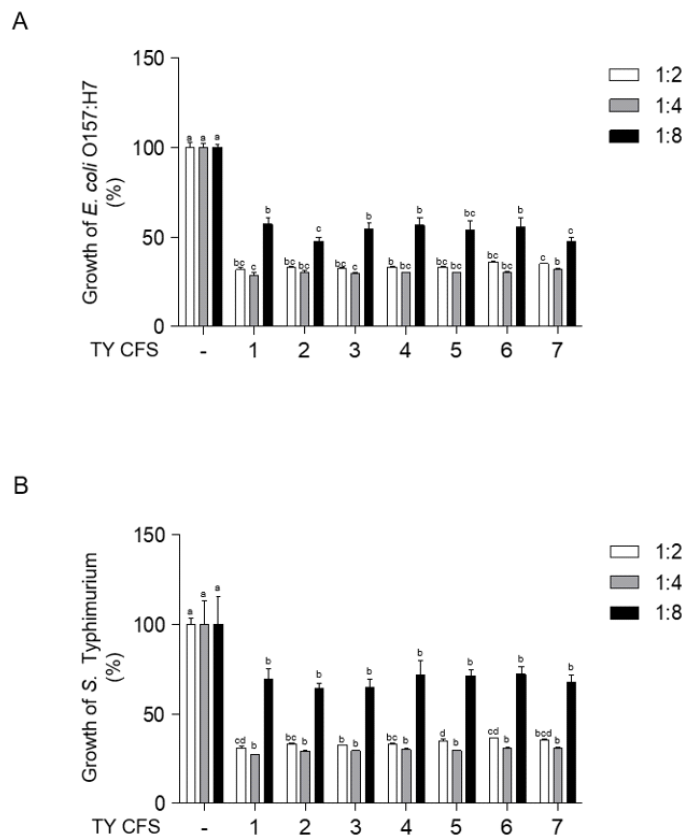 A
Growth of E. coli O157:H7
(%)
150
100
50
0
1:2
1:4
1:8
a a a
bc c b
bc bc c
bc c b
b bc b
bc bc bc
bc bc b
c b c
TY CFS - 1 2 3 4 5 6 7
B
Growth of S. Typhimurium
(%)
150
100
50
0
1:2
1:4
1:8
a a a
cd b b
bc b b
b b b
bc b b
d b b
cd b b
bcd b b
TY CFS - 1 2 3 4 5 6 7